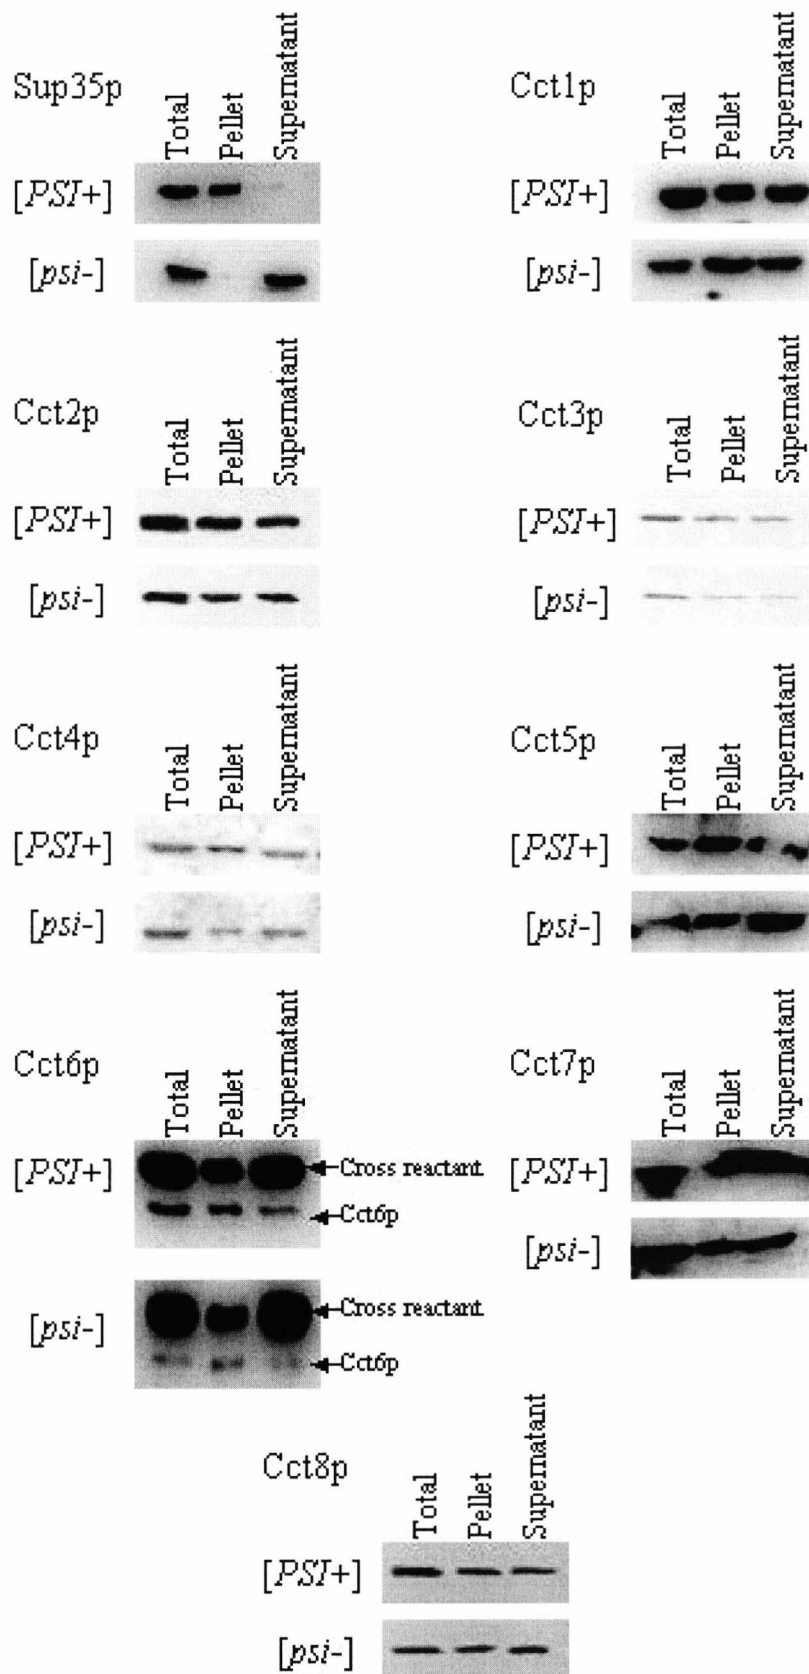 Sup35p
Total
Pellet
Supernatant
[PSI+]
[psi-]
Cct1p
Total
Pellet
Supernatant
[PSI+]
[psi-]
Cct2p
Total
Pellet
Supernatant
[PSI+]
[psi-]
Cct3p
Total
Pellet
Supernatant
[PSI+]
[psi-]
Cct4p
Total
Pellet
Supernatant
[PSI+]
[psi-]
Cct5p
Total
Pellet
Supernatant
[PSI+]
[psi-]
Cct6p
Total
Pellet
Supernatant
[PSI+]
Cross reactant
Cct6p
[psi-]
Cross reactant
Cct6p
Cct7p
Total
Pellet
Supernatant
[PSI+]
[psi-]
Cct8p
Total
Pellet
Supernatant
[PSI+]
[psi-]